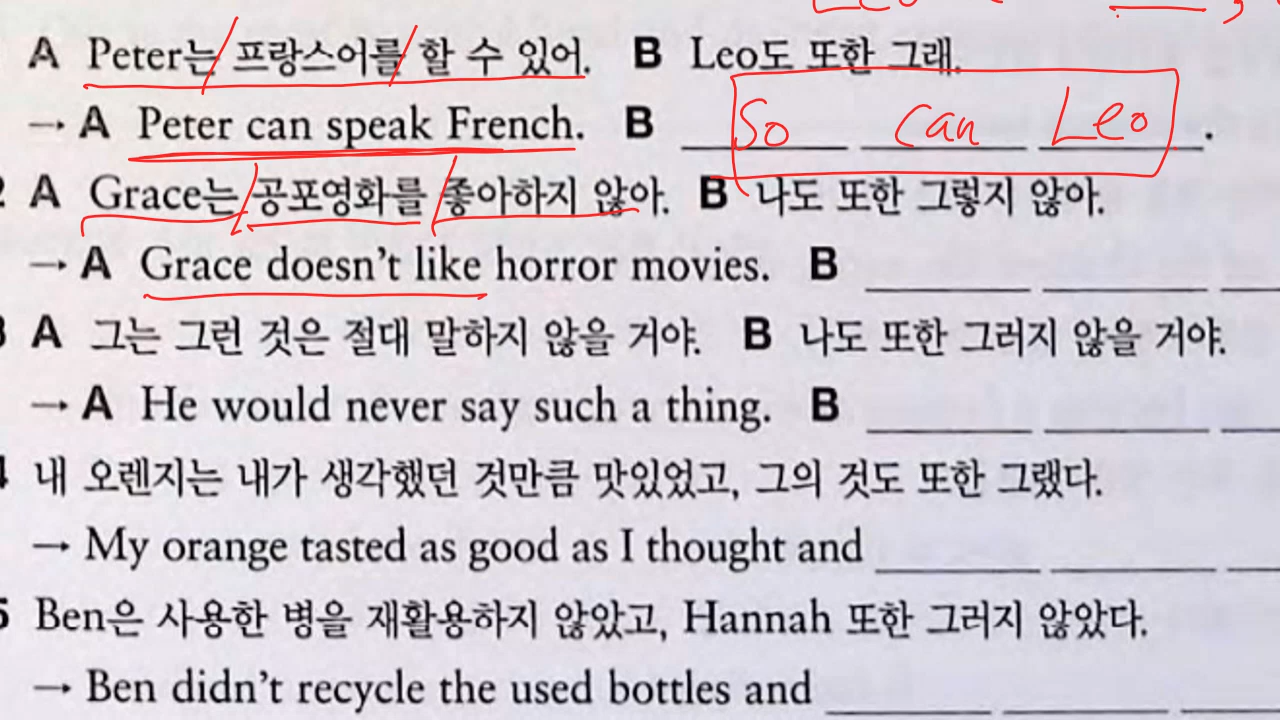 A Peter는 프랑스어를 할 수 있어. B Leo도 또한 그래.
→ A Peter can speak French. B So can Leo.
2 A Grace는 공포영화를 좋아하지 않아. B 나도 또한 그렇지 않아.
→ A Grace doesn't like horror movies. B
3 A 그는 그런 것은 절대 말하지 않을 거야. B 나도 또한 그러지 않을 거야.
→ A He would never say such a thing. B
4 내 오렌지는 내가 생각했던 것만큼 맛있었고, 그의 것도 또한 그랬다.
→ My orange tasted as good as I thought and
5 Ben은 사용한 병을 재활용하지 않았고, Hannah 또한 그러지 않았다.
→ Ben didn't recycle the used bottles and